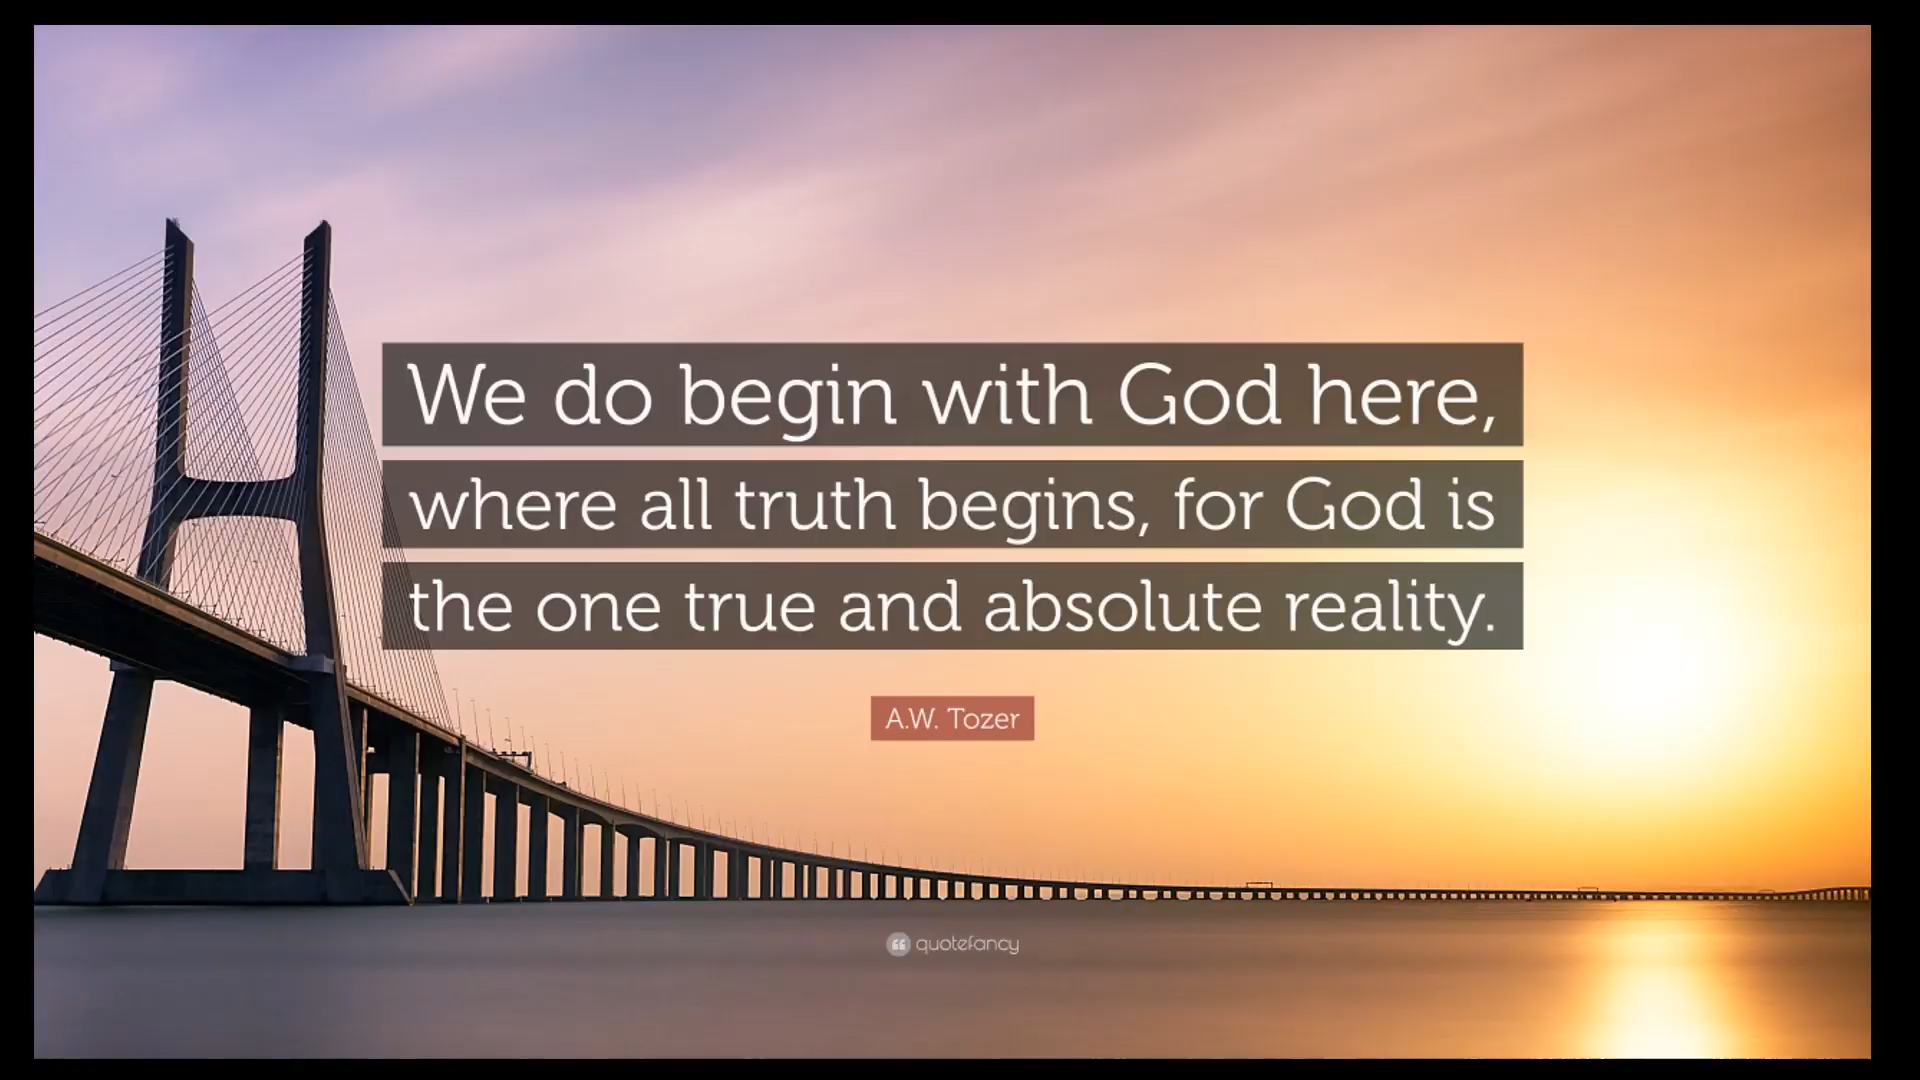 We do begin with God here,
where all truth begins, for God is
the one true and absolute reality.
A.W. Tozer
quotefancy